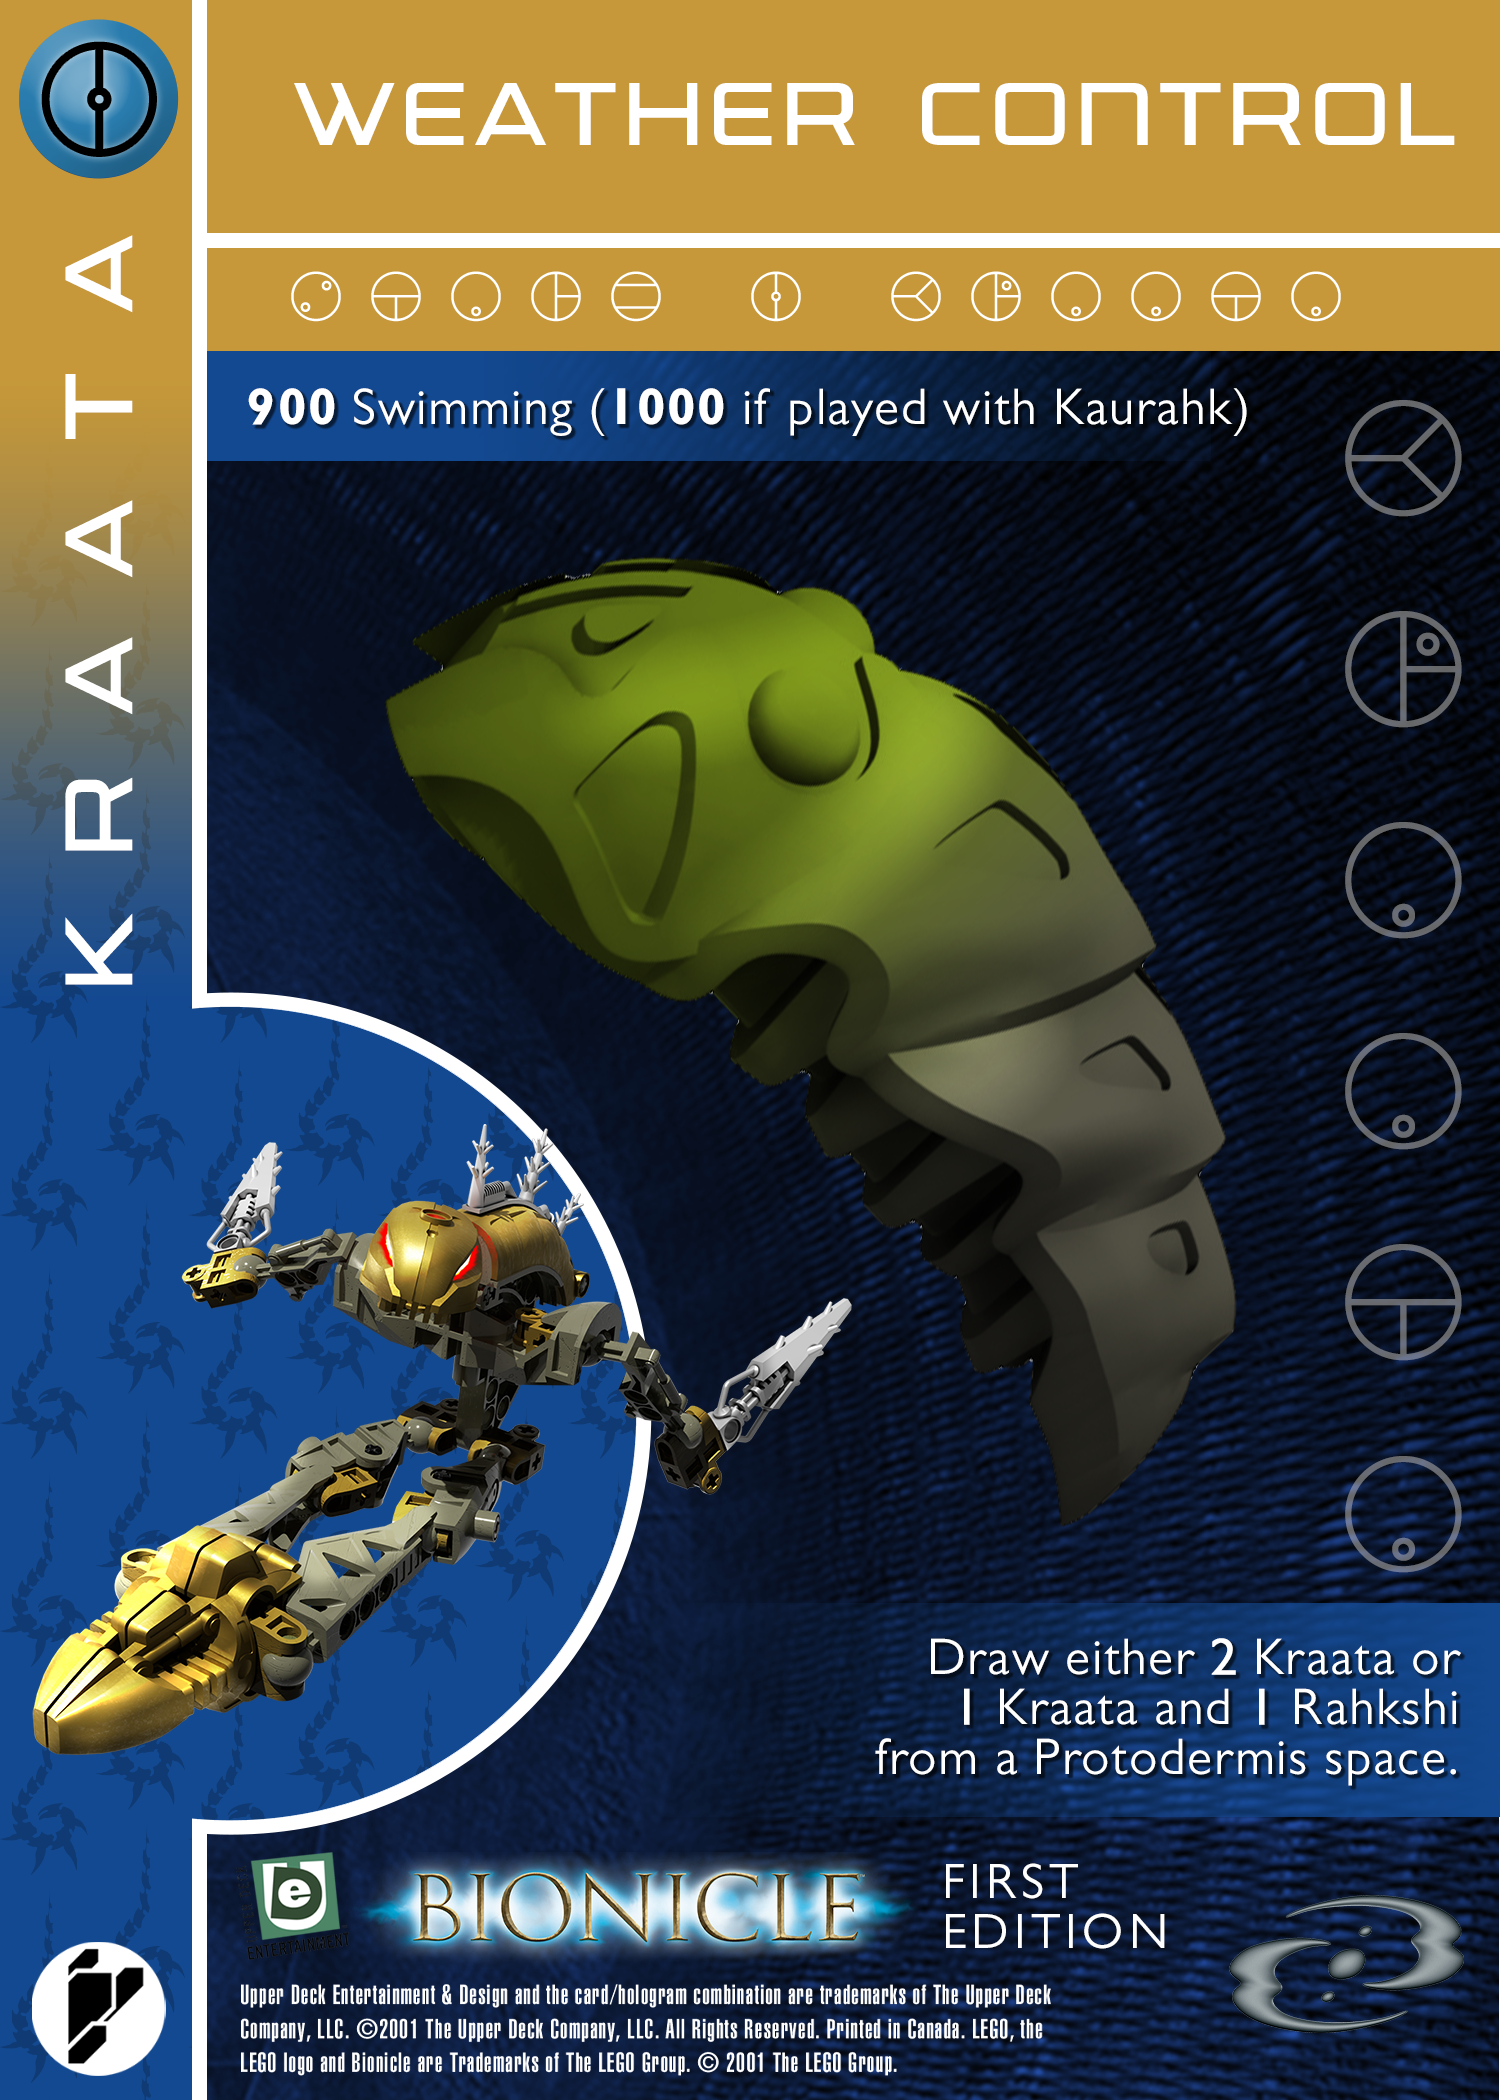 WEATHER CONTROL
KRAATA
900 Swimming (1000 if played with Kaurahk)
Draw either 2 Kraata or
1 Kraata and 1 Rahkshi
from a Protodermis space.
de
ENTERTAINMENT
BIONICLE
FIRST
EDITION
Upper Deck Entertainment & Design and the card/hologram combination are trademarks of The Upper Deck
Company, LLC. ©2001 The Upper Deck Company, LLC. All Rights Reserved. Printed in Canada. LEGO, the
LEGO logo and Bionicle are Trademarks of The LEGO Group. © 2001 The LEGO Group.